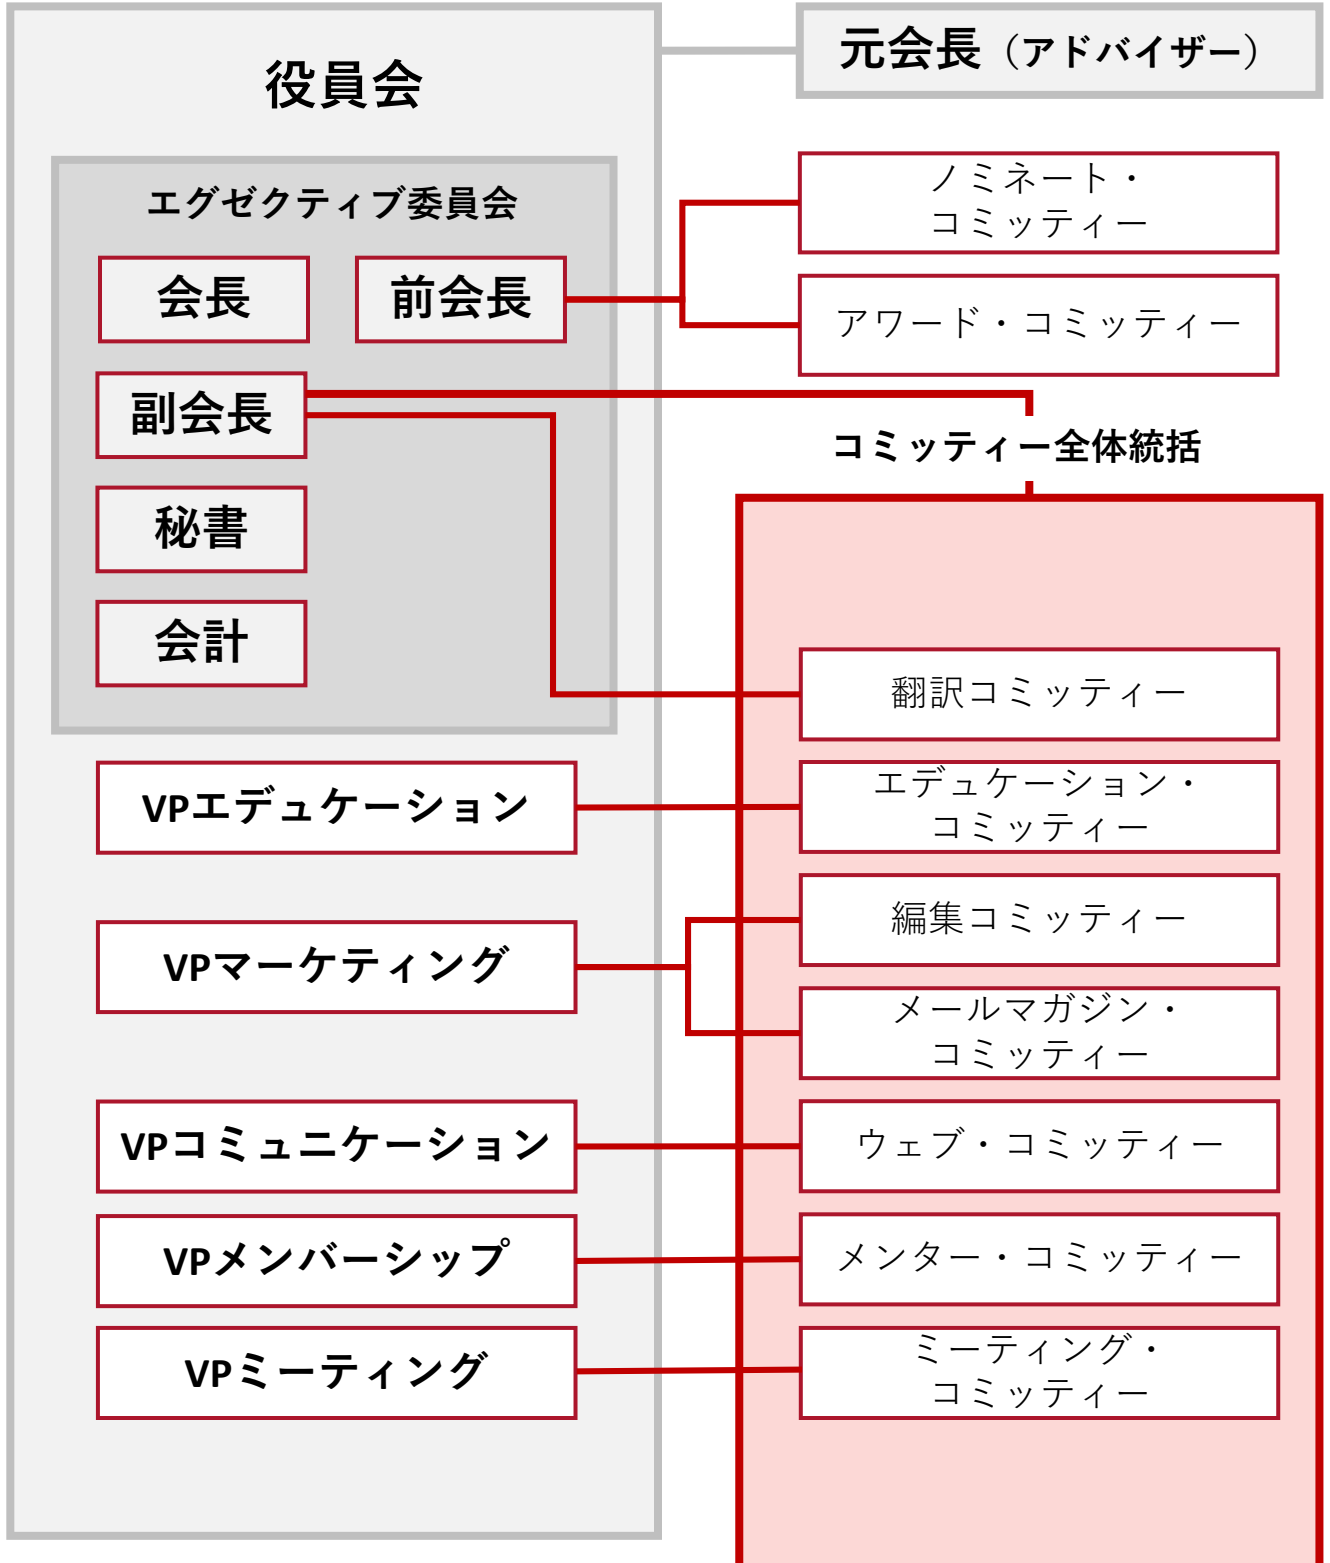 役員会
元会長（アドバイザー）
エグゼクティブ委員会
会長
前会長
副会長
秘書
会計
ノミネート・
コミッティー
アワード・コミッティー
コミッティー全体統括
翻訳コミッティー
VPエデュケーション
エデュケーション・
コミッティー
VPマーケティング
編集コミッティー
メールマガジン・
コミッティー
VPコミュニケーション
ウェブ・コミッティー
VPメンバーシップ
メンター・コミッティー
VPミーティング
ミーティング・
コミッティー